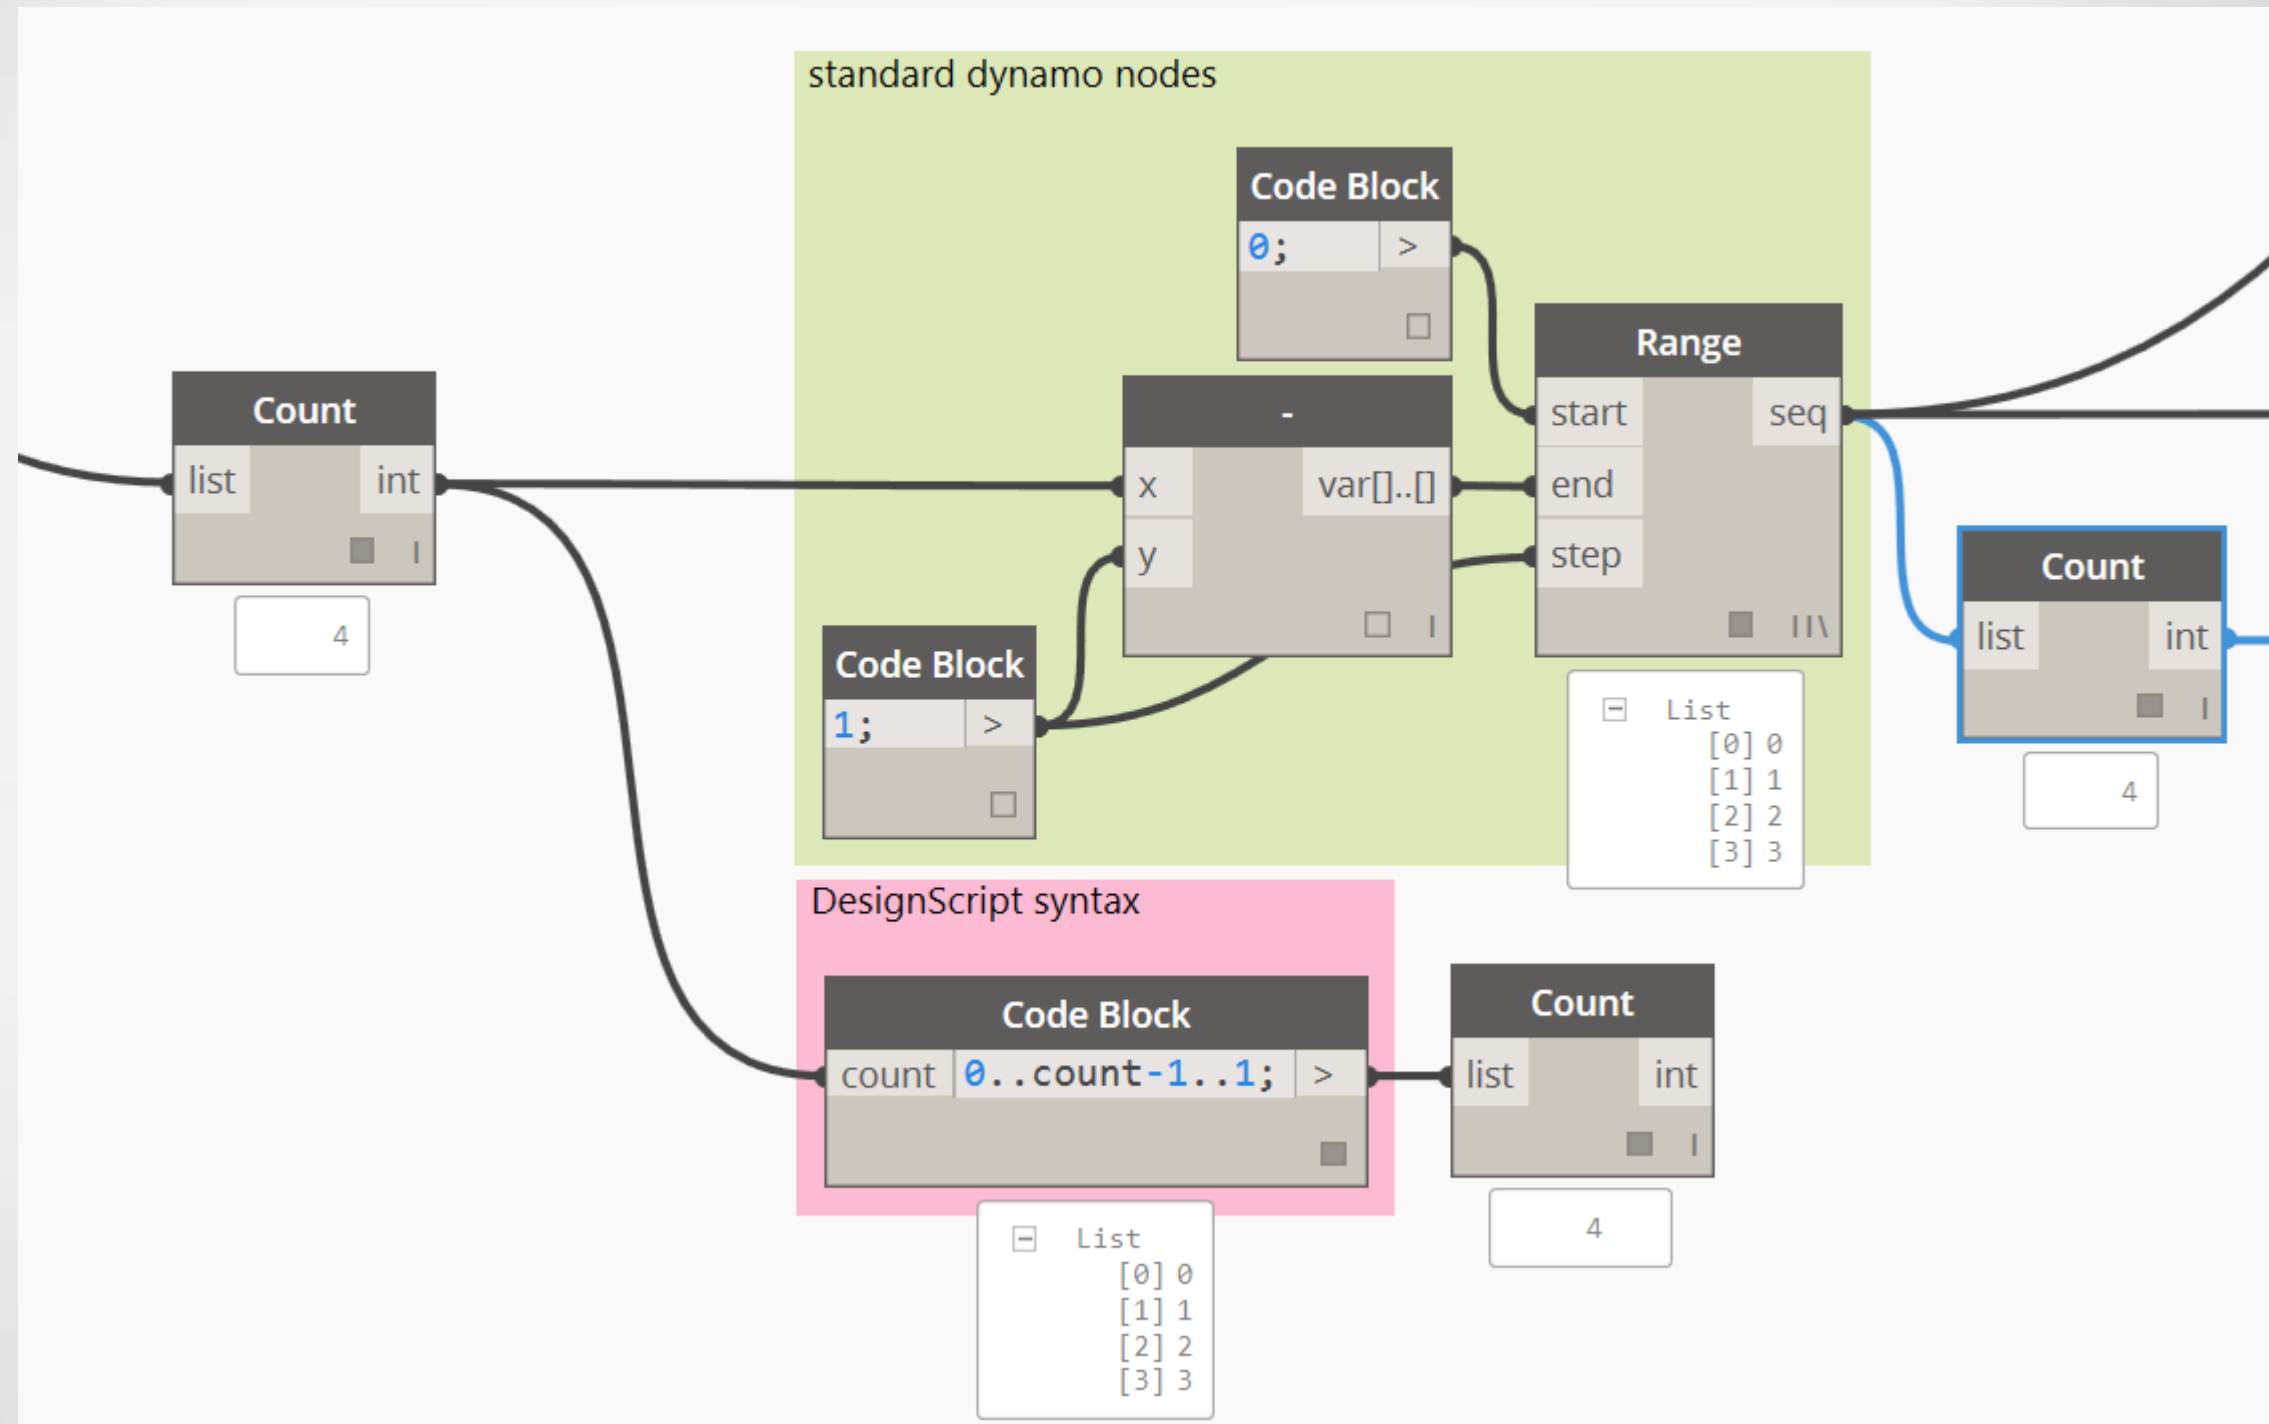 standard dynamo nodes
Code Block
0; >
Range
start seq
end
step
| | \
-
x var[]..[]
y
|
Count
list int
|
4
Code Block
1; >
List
[0] 0
[1] 1
[2] 2
[3] 3
Count
list int
|
4
DesignScript syntax
Code Block
count 0..count-1..1; >
List
[0] 0
[1] 1
[2] 2
[3] 3
Count
list int
|
4